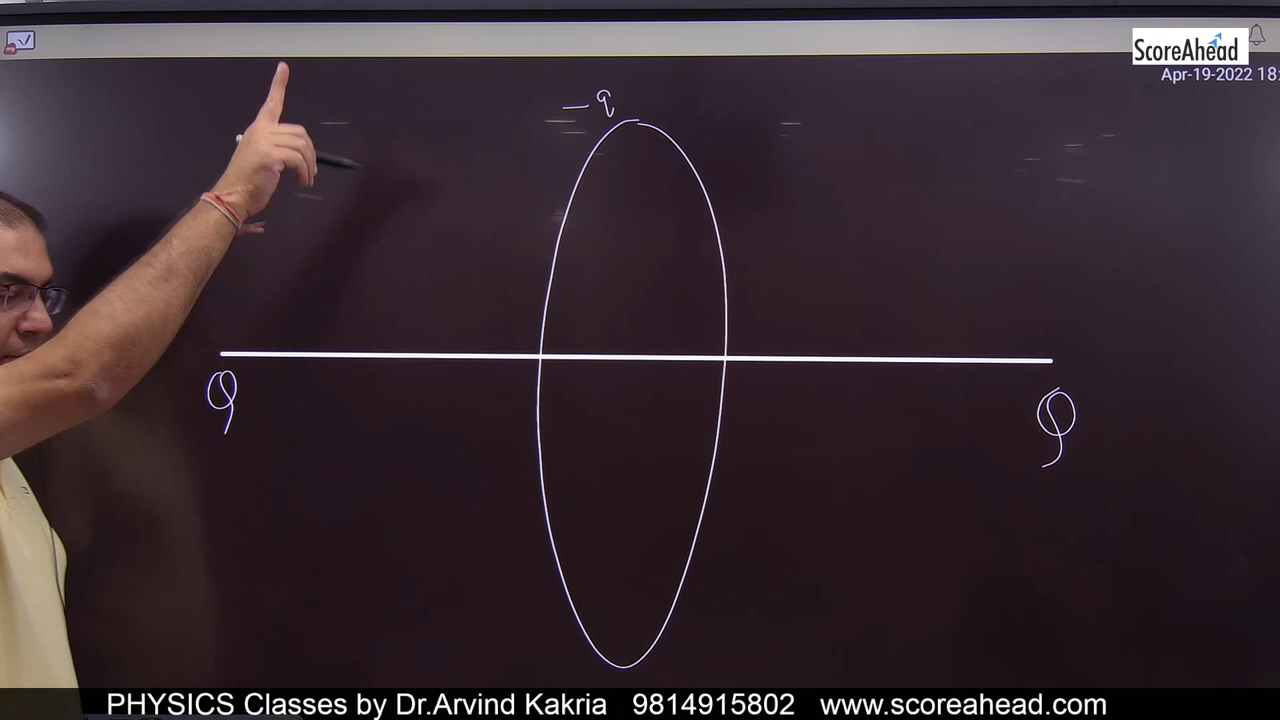 ScoreAhead
Apr-19-2022 18:
- q
Q
Q
PHYSICS Classes by Dr.Arvind Kakria 9814915802 www.scoreahead.com